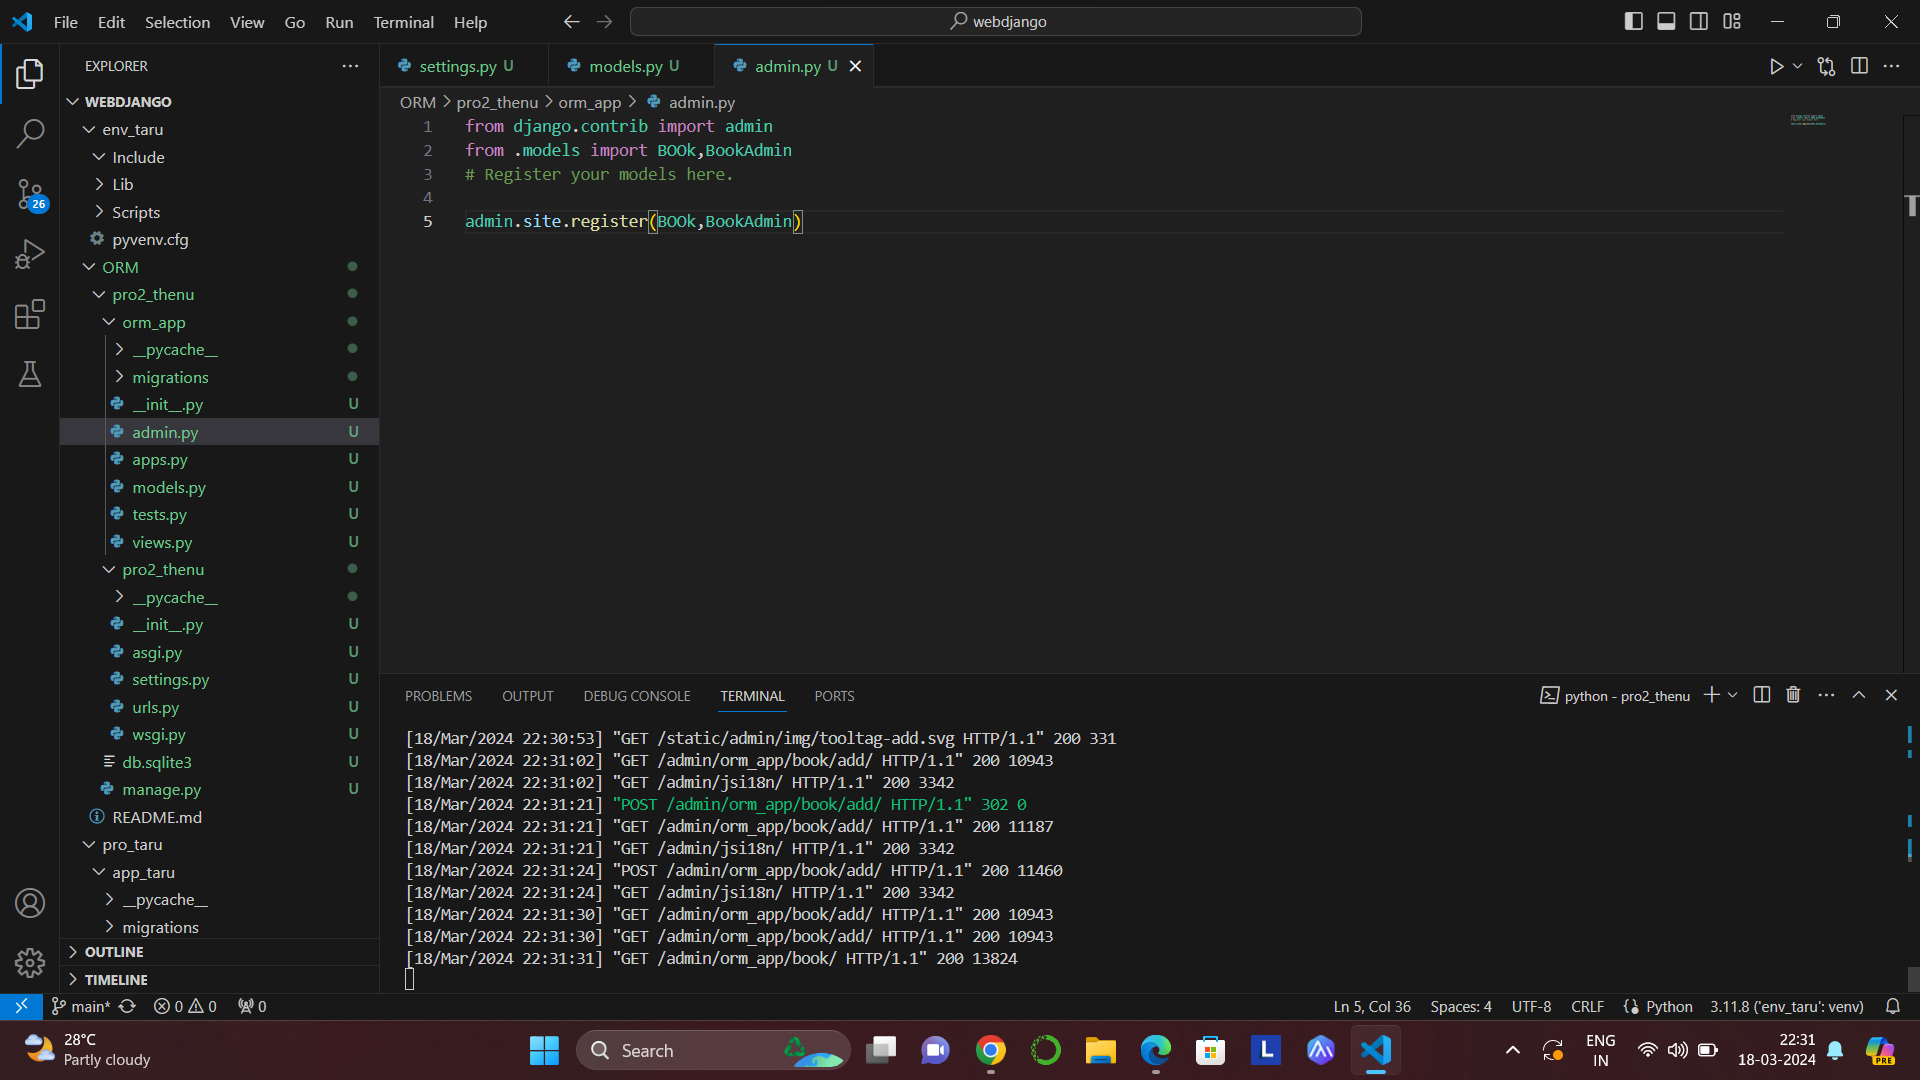 File Edit Selection View Go Run Terminal Help
webdjango
EXPLORER
WEBDJANGO
env_taru
Include
Lib
Scripts
pyvenv.cfg
ORM
pro2_thenu
orm_app
__pycache__
migrations
__init__.py U
admin.py U
apps.py U
models.py U
tests.py U
views.py U
pro2_thenu
__pycache__
__init__.py U
asgi.py U
settings.py U
urls.py U
wsgi.py U
db.sqlite3 U
manage.py U
README.md
pro_taru
app_taru
__pycache__
migrations
OUTLINE
TIMELINE
26
settings.py U models.py U admin.py U
ORM > pro2_thenu > orm_app > admin.py
1 from django.contrib import admin
2 from .models import BOOk,BookAdmin
3 # Register your models here.
4
5 admin.site.register(BOOk,BookAdmin)
PROBLEMS OUTPUT DEBUG CONSOLE TERMINAL PORTS
python - pro2_thenu
[18/Mar/2024 22:30:53] "GET /static/admin/img/tooltag-add.svg HTTP/1.1" 200 331
[18/Mar/2024 22:31:02] "GET /admin/orm_app/book/add/ HTTP/1.1" 200 10943
[18/Mar/2024 22:31:02] "GET /admin/jsi18n/ HTTP/1.1" 200 3342
[18/Mar/2024 22:31:21] "POST /admin/orm_app/book/add/ HTTP/1.1" 302 0
[18/Mar/2024 22:31:21] "GET /admin/orm_app/book/add/ HTTP/1.1" 200 11187
[18/Mar/2024 22:31:21] "GET /admin/jsi18n/ HTTP/1.1" 200 3342
[18/Mar/2024 22:31:24] "POST /admin/orm_app/book/add/ HTTP/1.1" 200 11460
[18/Mar/2024 22:31:24] "GET /admin/jsi18n/ HTTP/1.1" 200 3342
[18/Mar/2024 22:31:30] "GET /admin/orm_app/book/add/ HTTP/1.1" 200 10943
[18/Mar/2024 22:31:30] "GET /admin/orm_app/book/add/ HTTP/1.1" 200 10943
[18/Mar/2024 22:31:31] "GET /admin/orm_app/book/ HTTP/1.1" 200 13824
main* 0 0 0
Ln 5, Col 36 Spaces: 4 UTF-8 CRLF Python 3.11.8 ('env_taru': venv)
28°C
Partly cloudy
Search
L
ENG
IN
22:31
18-03-2024
PRE